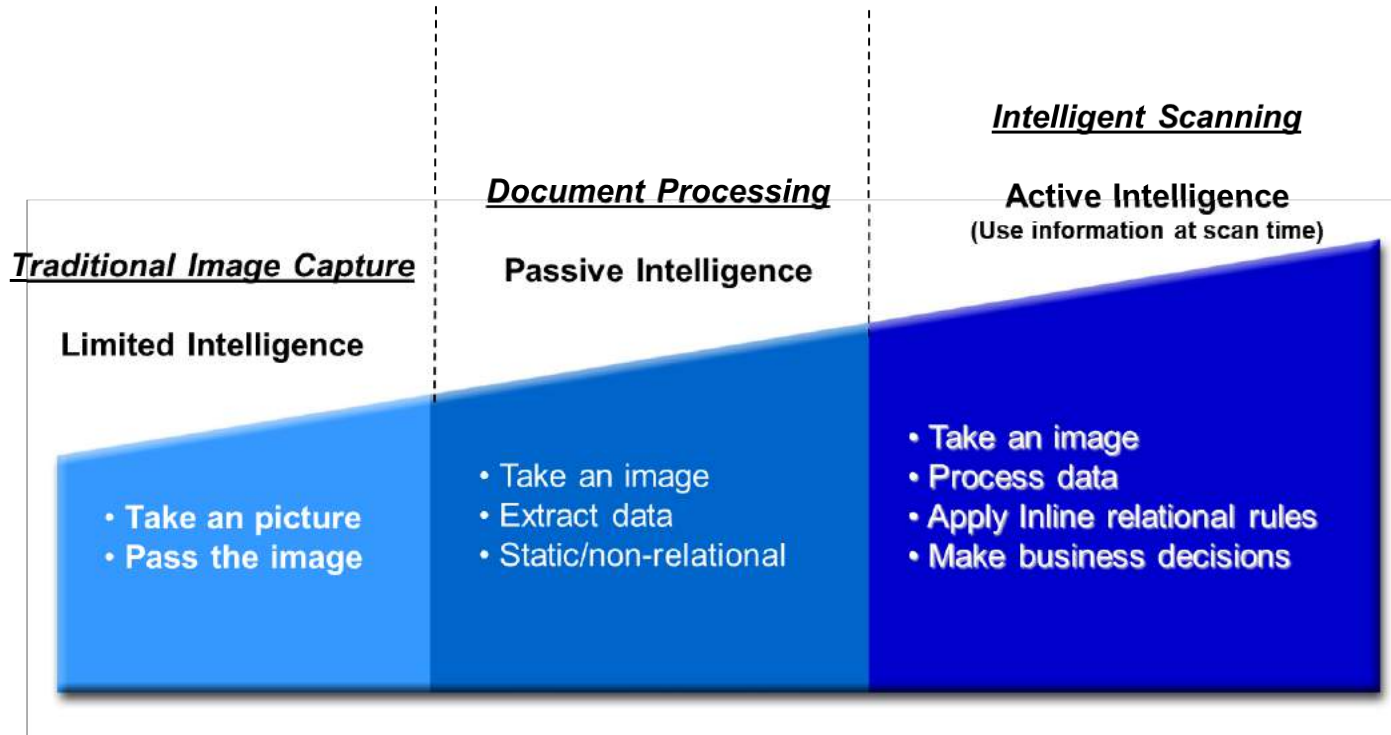 Traditional Image Capture
Limited Intelligence
• Take an picture
• Pass the image
Document Processing
Passive Intelligence
• Take an image
• Extract data
• Static/non-relational
Intelligent Scanning
Active Intelligence
(Use information at scan time)
• Take an image
• Process data
• Apply Inline relational rules
• Make business decisions